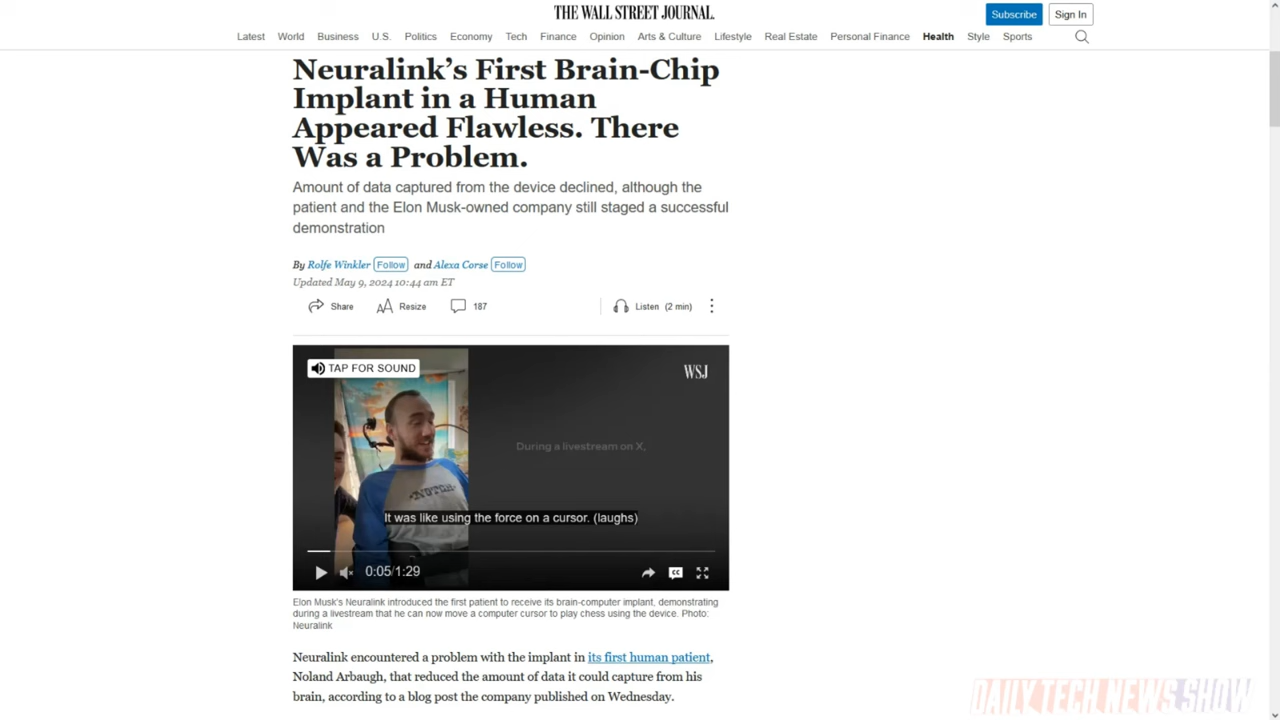 THE WALL STREET JOURNAL.
Subscribe
Sign In
Latest World Business U.S. Politics Economy Tech Finance Opinion Arts & Culture Lifestyle Real Estate Personal Finance Health Style Sports
Neuralink's First Brain-Chip
Implant in a Human
Appeared Flawless. There
Was a Problem.
Amount of data captured from the device declined, although the
patient and the Elon Musk-owned company still staged a successful
demonstration
By Rolfe Winkler Follow and Alexa Corse Follow
Updated May 9, 2024 10:44 am ET
Share Resize 187 Listen (2 min)
TAP FOR SOUND
WSJ
During a livestream on X,
It was like using the force on a cursor. (laughs)
0:05/1:29
CC
Elon Musk's Neuralink introduced the first patient to receive its brain-computer implant, demonstrating
during a livestream that he can now move a computer cursor to play chess using the device. Photo:
Neuralink
Neuralink encountered a problem with the implant in its first human patient,
Noland Arbaugh, that reduced the amount of data it could capture from his
brain, according to a blog post the company published on Wednesday.
DAILY TECH NEWS SHOW